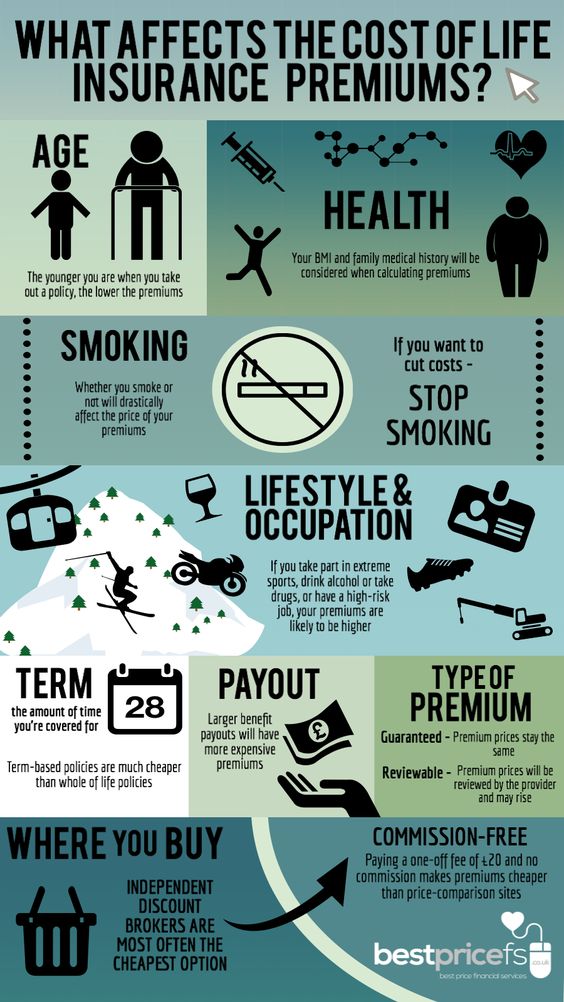 WHAT AFFECTS THE COST OF LIFE
INSURANCE PREMIUMS?
AGE
The younger you are when you take
out a policy, the lower the premiums
HEALTH
Your BMI and family medical history will be
considered when calculating premiums
SMOKING
Whether you smoke or
not will drastically
affect the price of your
premiums
If you want to
cut costs -
STOP
SMOKING
LIFESTYLE &
OCCUPATION
If you take part in extreme
sports, drink alcohol or take
drugs, or have a high-risk
job, your premiums are
likely to be higher
TERM
the amount of time
you're covered for
28
Term-based policies are much cheaper
than whole of life policies
PAYOUT
Larger benefit
payouts will have
more expensive
premiums
£
TYPE OF
PREMIUM
Guaranteed - Premium prices stay the
same
Reviewable - Premium prices will be
reviewed by the provider
and may rise
WHERE YOU BUY
INDEPENDENT
DISCOUNT
BROKERS ARE
MOST OFTEN THE
CHEAPEST OPTION
COMMISSION-FREE
Paying a one-off fee of £20 and no
commission makes premiums cheaper
than price-comparison sites
bestpricefs
.co.uk
best price financial services